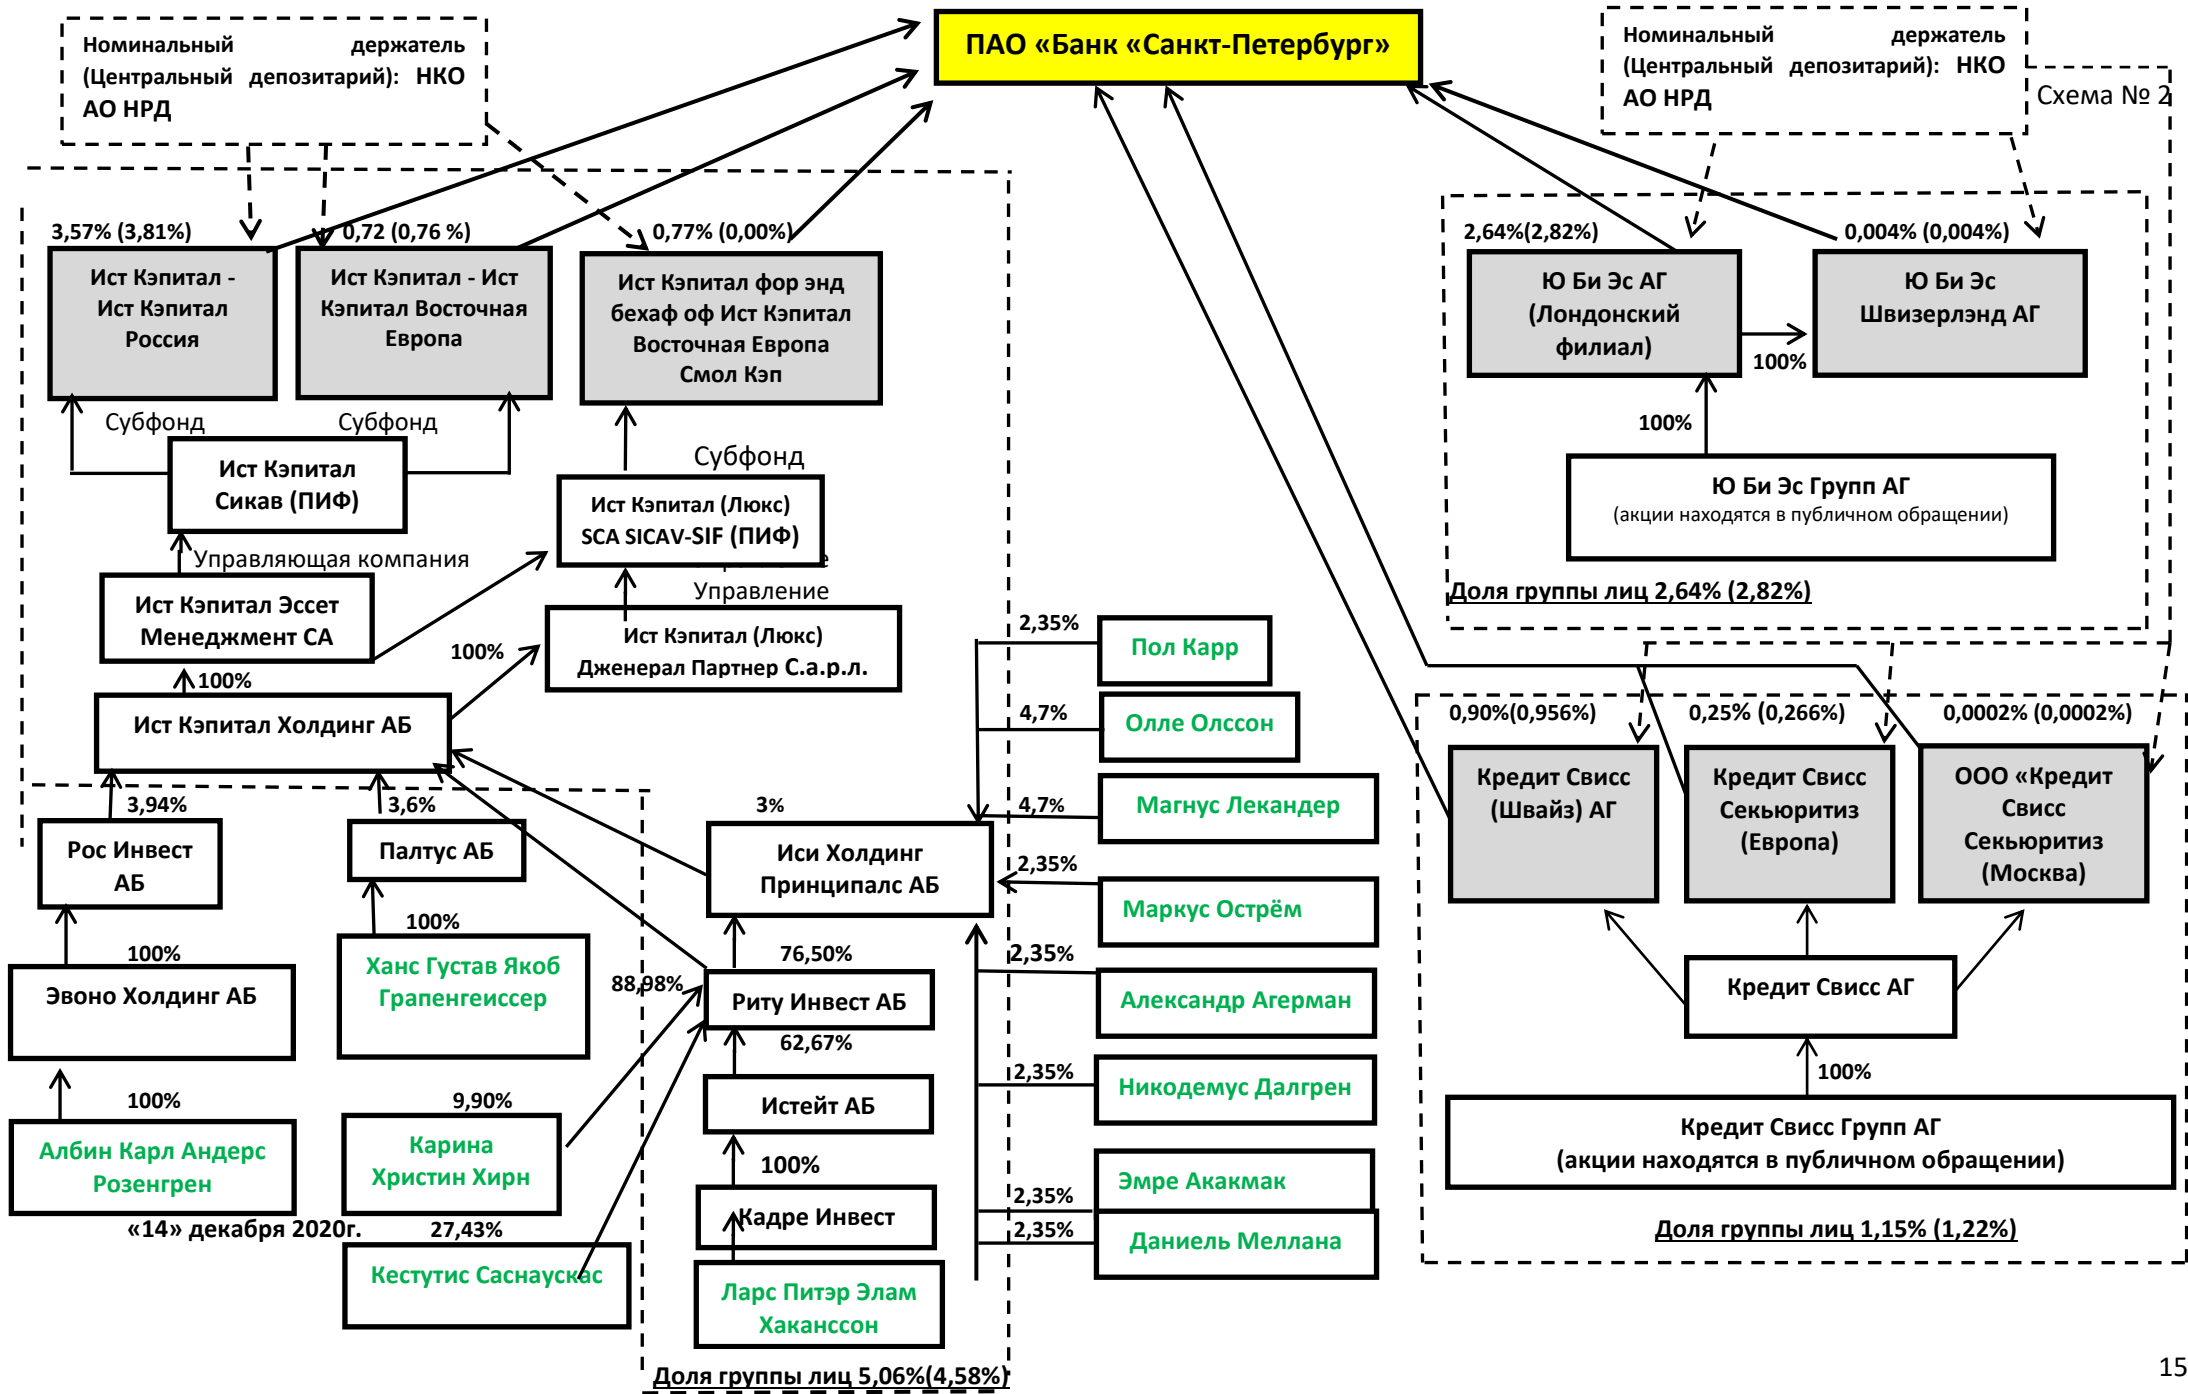 ПАО «Банк «Санкт-Петербург»
Номинальный держатель
(Центральный депозитарий): НКО
АО НРД
Номинальный держатель
(Центральный депозитарий): НКО
АО НРД
Схема № 2
3,57% (3,81%)
0,72 (0,76 %)
0,77% (0,00%)
2,64%(2,82%)
0,004% (0,004%)
Ист Кэпитал -
Ист Кэпитал
Россия
Ист Кэпитал - Ист
Кэпитал Восточная
Европа
Ист Кэпитал фор энд
бехаф оф Ист Кэпитал
Восточная Европа
Смол Кэп
Ю Би Эс АГ
(Лондонский
филиал)
100%
Ю Би Эс
Швизерлэнд АГ
Субфонд
Субфонд
100%
Ист Кэпитал
Сикав (ПИФ)
Субфонд
Ист Кэпитал (Люкс)
SCA SICAV-SIF (ПИФ)
Ю Би Эс Групп АГ
(акции находятся в публичном обращении)
Управляющая компания
Управление
Доля группы лиц 2,64% (2,82%)
Ист Кэпитал Эссет
Менеджмент СА
Ист Кэпитал (Люкс)
Дженерал Партнер С.а.р.л.
100%
100%
2,35%
Пол Карр
Ист Кэпитал Холдинг АБ
4,7%
Олле Олссон
0,90%(0,956%)
0,25% (0,266%)
0,0002% (0,0002%)
Кредит Свисс
(Швайз) АГ
Кредит Свисс
Секьюритиз
(Европа)
ООО «Кредит
Свисс
Секьюритиз
(Москва)
3,94%
3,6%
3%
4,7%
Магнус Лекандер
Рос Инвест
АБ
Палтус АБ
Иси Холдинг
Принципалс АБ
2,35%
Маркус Острём
100%
100%
76,50%
2,35%
Эвоно Холдинг АБ
Ханс Густав Якоб
Грапенгеиссер
88,98%
Риту Инвест АБ
Александр Агерман
Кредит Свисс АГ
62,67%
2,35%
Никодемус Далгрен
100%
100%
9,90%
Истейт АБ
Албин Карл Андерс
Розенгрен
Карина
Христин Хирн
100%
Эмре Акакмак
2,35%
Кредит Свисс Групп АГ
(акции находятся в публичном обращении)
«14» декабря 2020г.
27,43%
Кадре Инвест
2,35%
Даниель Меллана
Доля группы лиц 1,15% (1,22%)
Кестутис Саснаускас
Ларс Питэр Элам
Хаканссон
Доля группы лиц 5,06%(4,58%)
15